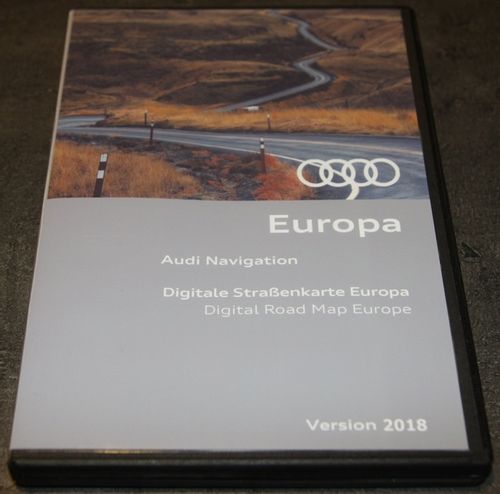 Europa
Audi Navigation
Digitale Straßenkarte Europa
Digital Road Map Europe
Version 2018